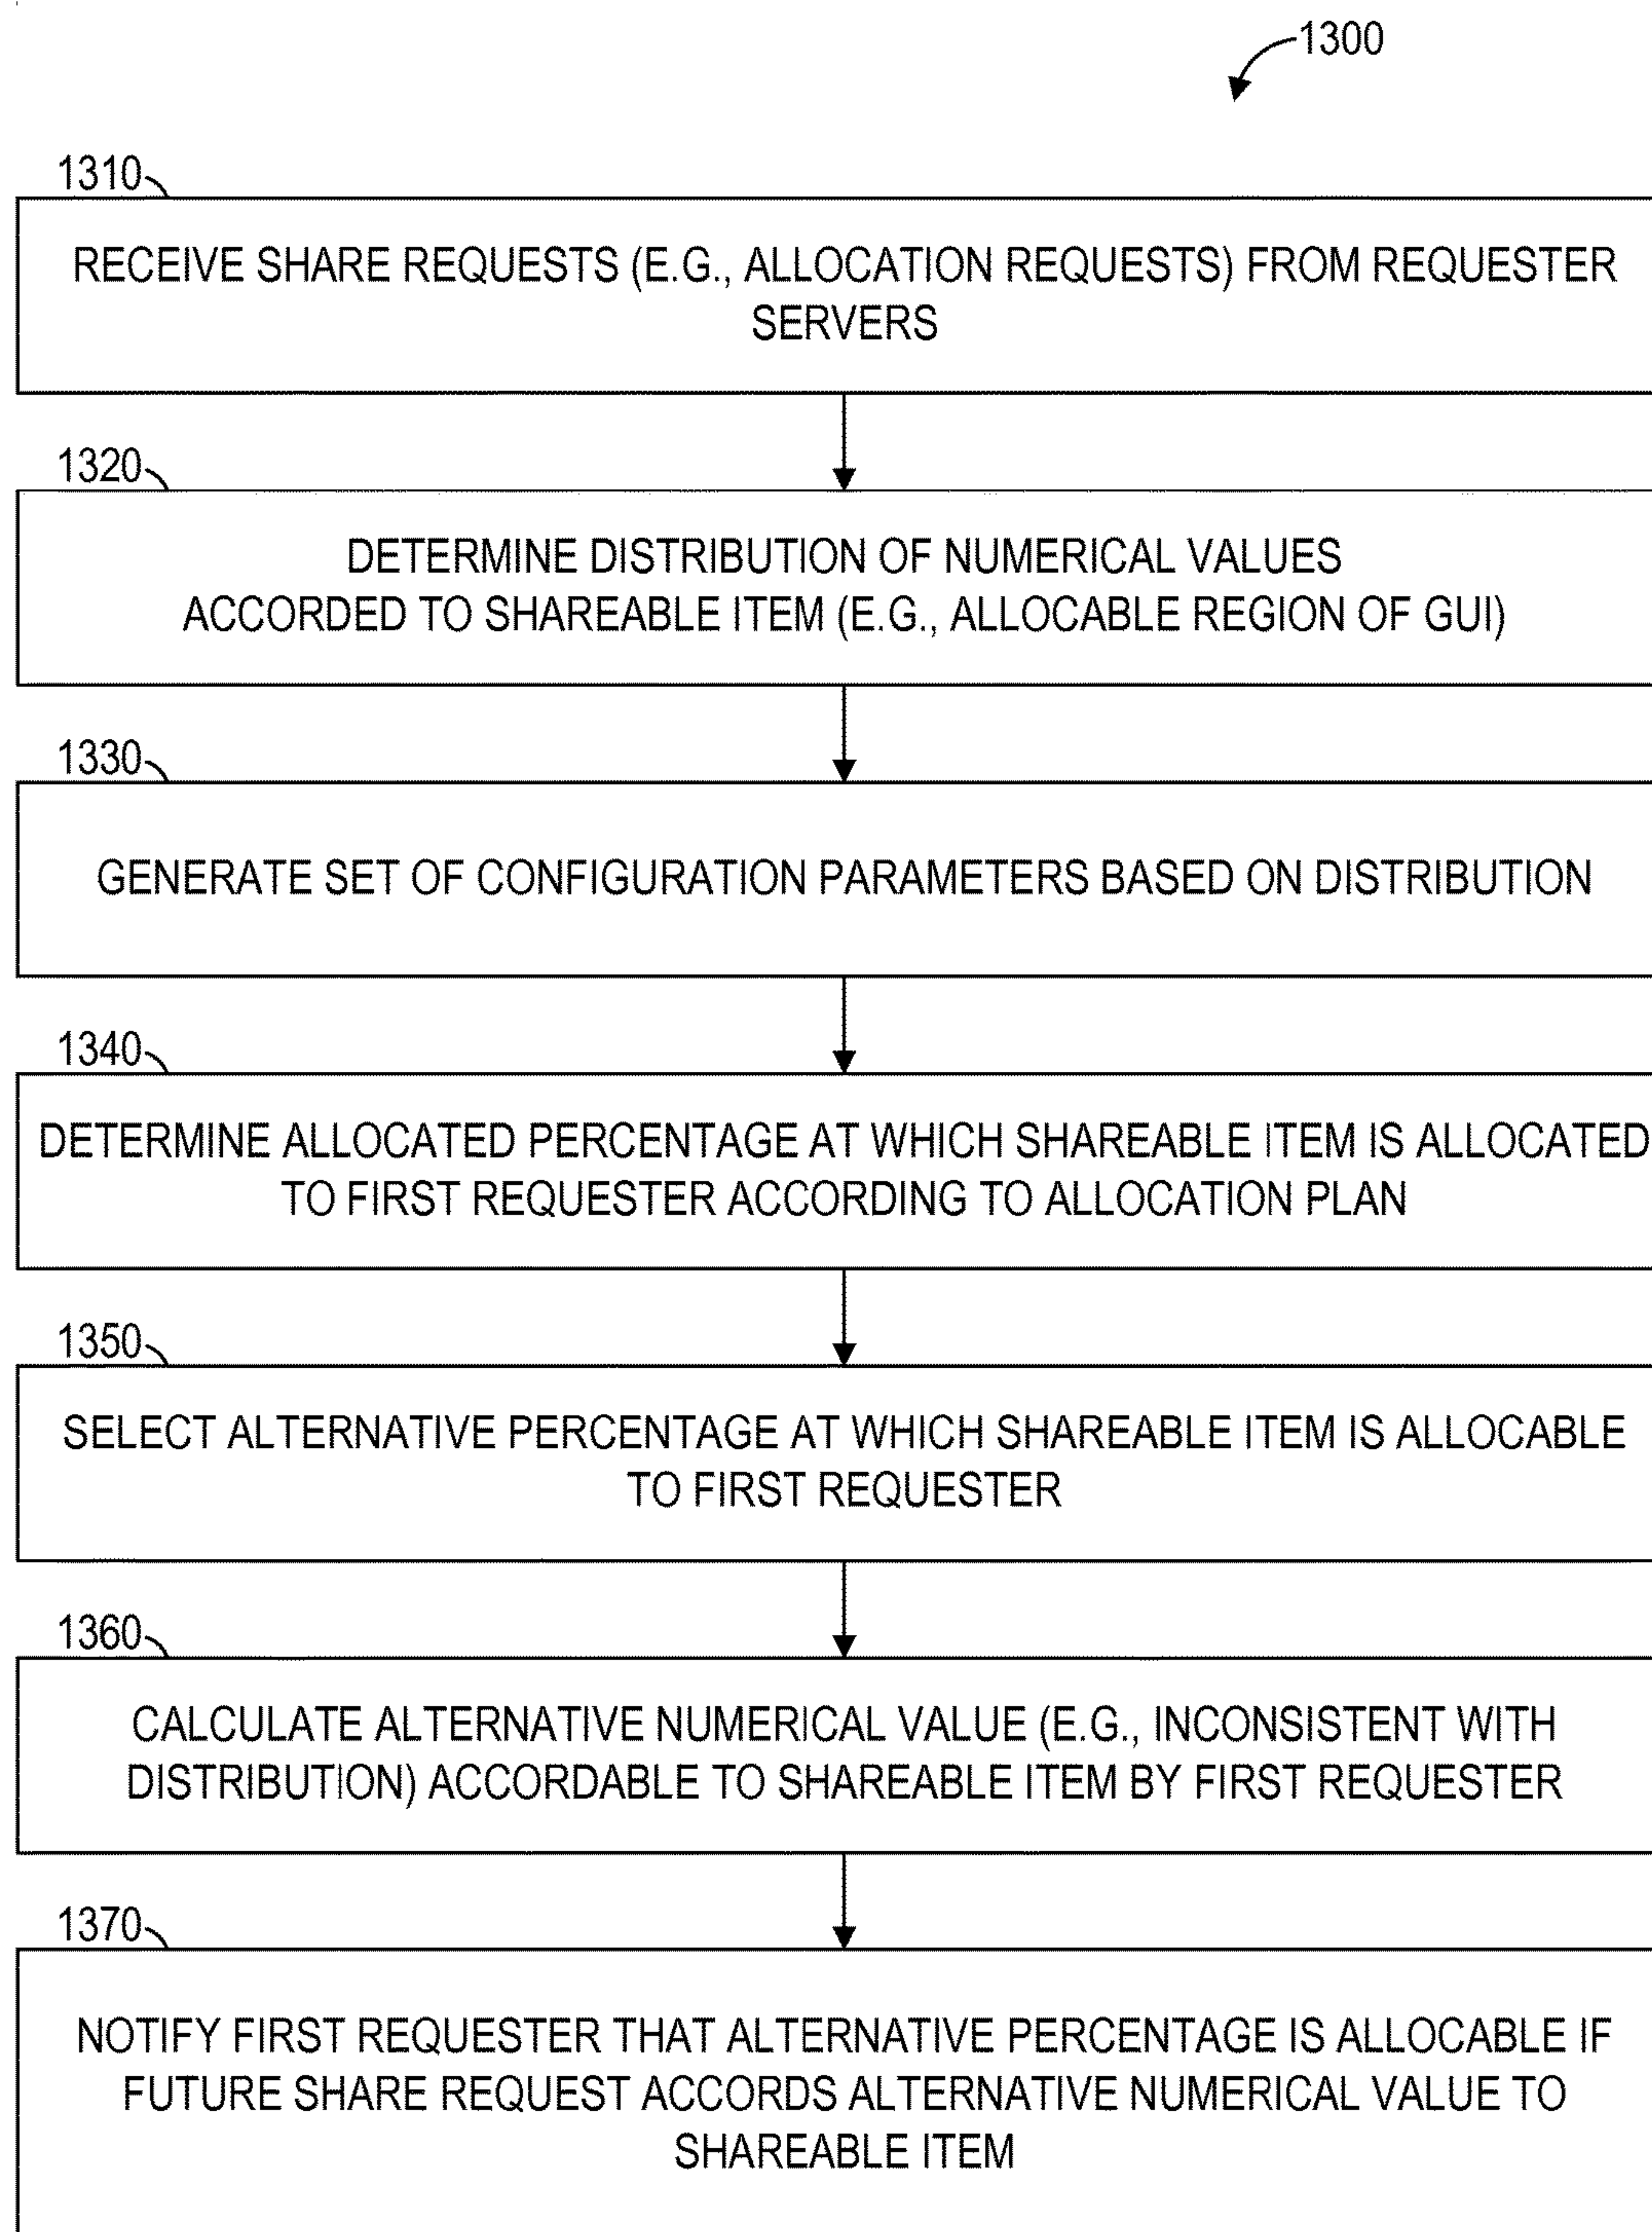 1300
1310
RECEIVE SHARE REQUESTS (E.G., ALLOCATION REQUESTS) FROM REQUESTER
SERVERS
1320
DETERMINE DISTRIBUTION OF NUMERICAL VALUES
ACCORDED TO SHAREABLE ITEM (E.G., ALLOCABLE REGION OF GUI)
1330
GENERATE SET OF CONFIGURATION PARAMETERS BASED ON DISTRIBUTION
1340
DETERMINE ALLOCATED PERCENTAGE AT WHICH SHAREABLE ITEM IS ALLOCATED
TO FIRST REQUESTER ACCORDING TO ALLOCATION PLAN
1350
SELECT ALTERNATIVE PERCENTAGE AT WHICH SHAREABLE ITEM IS ALLOCABLE
TO FIRST REQUESTER
1360
CALCULATE ALTERNATIVE NUMERICAL VALUE (E.G., INCONSISTENT WITH
DISTRIBUTION) ACCORDABLE TO SHAREABLE ITEM BY FIRST REQUESTER
1370
NOTIFY FIRST REQUESTER THAT ALTERNATIVE PERCENTAGE IS ALLOCABLE IF
FUTURE SHARE REQUEST ACCORDS ALTERNATIVE NUMERICAL VALUE TO
SHAREABLE ITEM